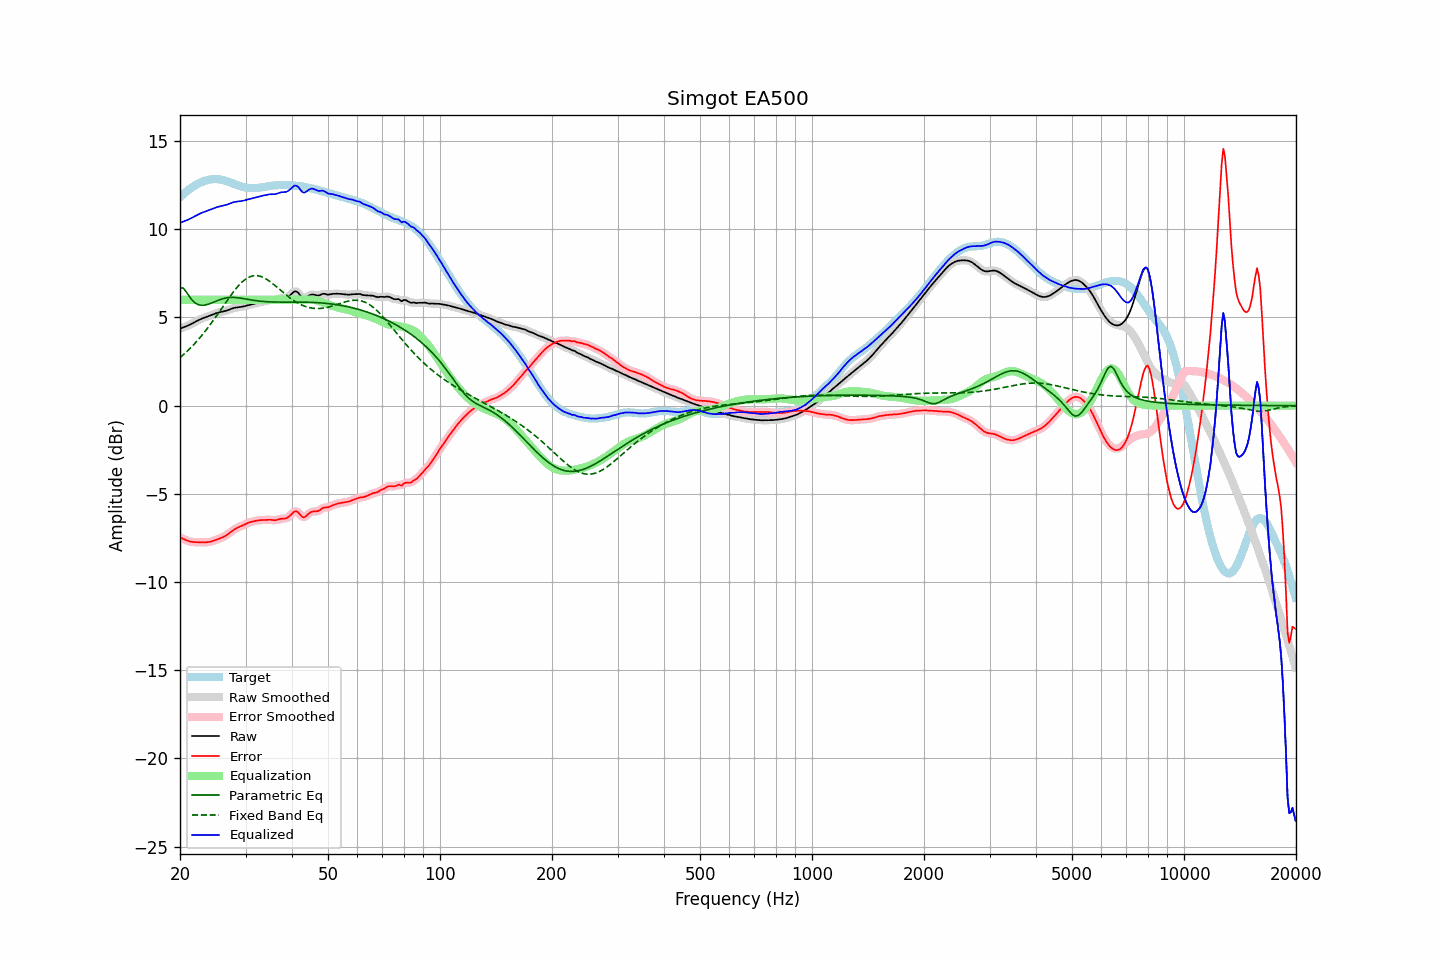 Simgot EA500
15
10
5
0
−5
−10
−15
−20
−25
Amplitude (dBr)
Target
Raw Smoothed
Error Smoothed
Raw
Error
Equalization
Parametric Eq
Fixed Band Eq
Equalized
20 50 100 200 500 1000 2000 5000 10000 20000
Frequency (Hz)